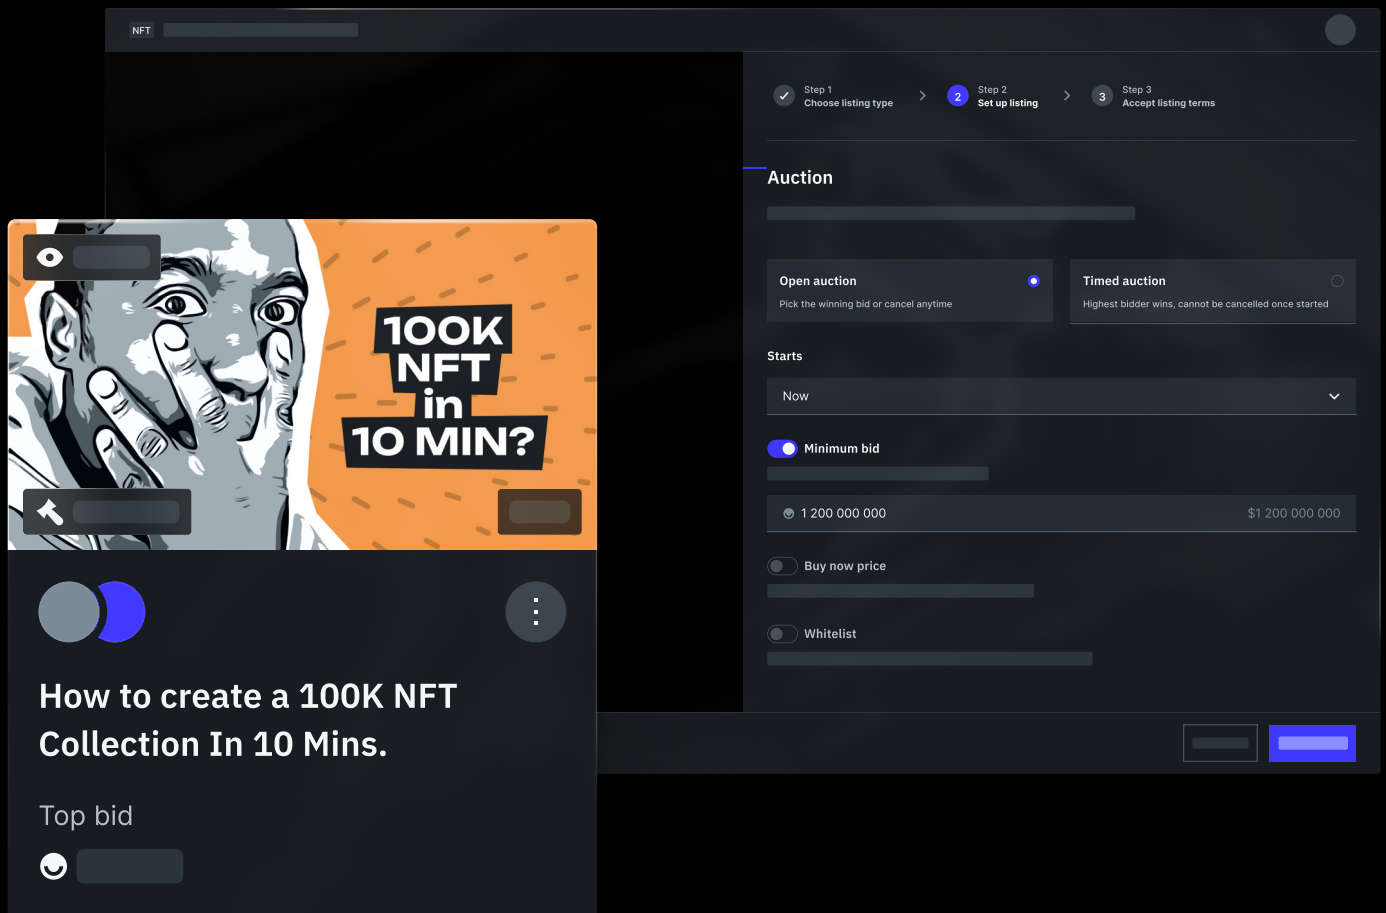 NFT
Step 1
Choose listing type
2
Step 2
Set up listing
3
Step 3
Accept listing terms
Auction
Open auction
Pick the winning bid or cancel anytime
Timed auction
Highest bidder wins, cannot be cancelled once started
Starts
Now
Minimum bid
1 200 000 000
$1 200 000 000
Buy now price
Whitelist
100K
NFT
in
10 MIN?
How to create a 100K NFT
Collection In 10 Mins.
Top bid